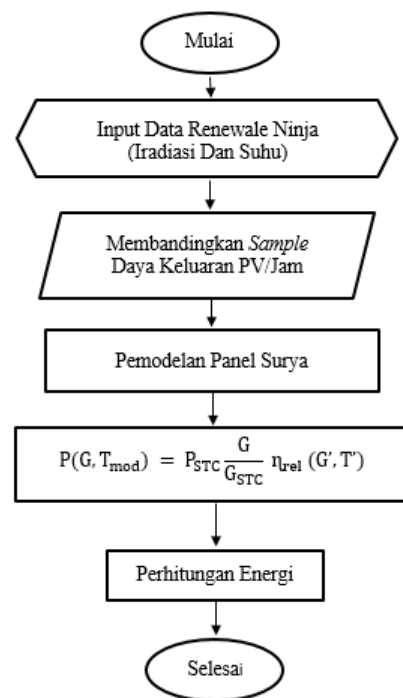 Mulai
Input Data Renewale Ninja
(Iradiasi Dan Suhu)
Membandingkan Sample
Daya Keluaran PV/Jam
Pemodelan Panel Surya
P(G, T_mod) = P_STC G/G_STC η_rel (G', T')
Perhitungan Energi
Selesai